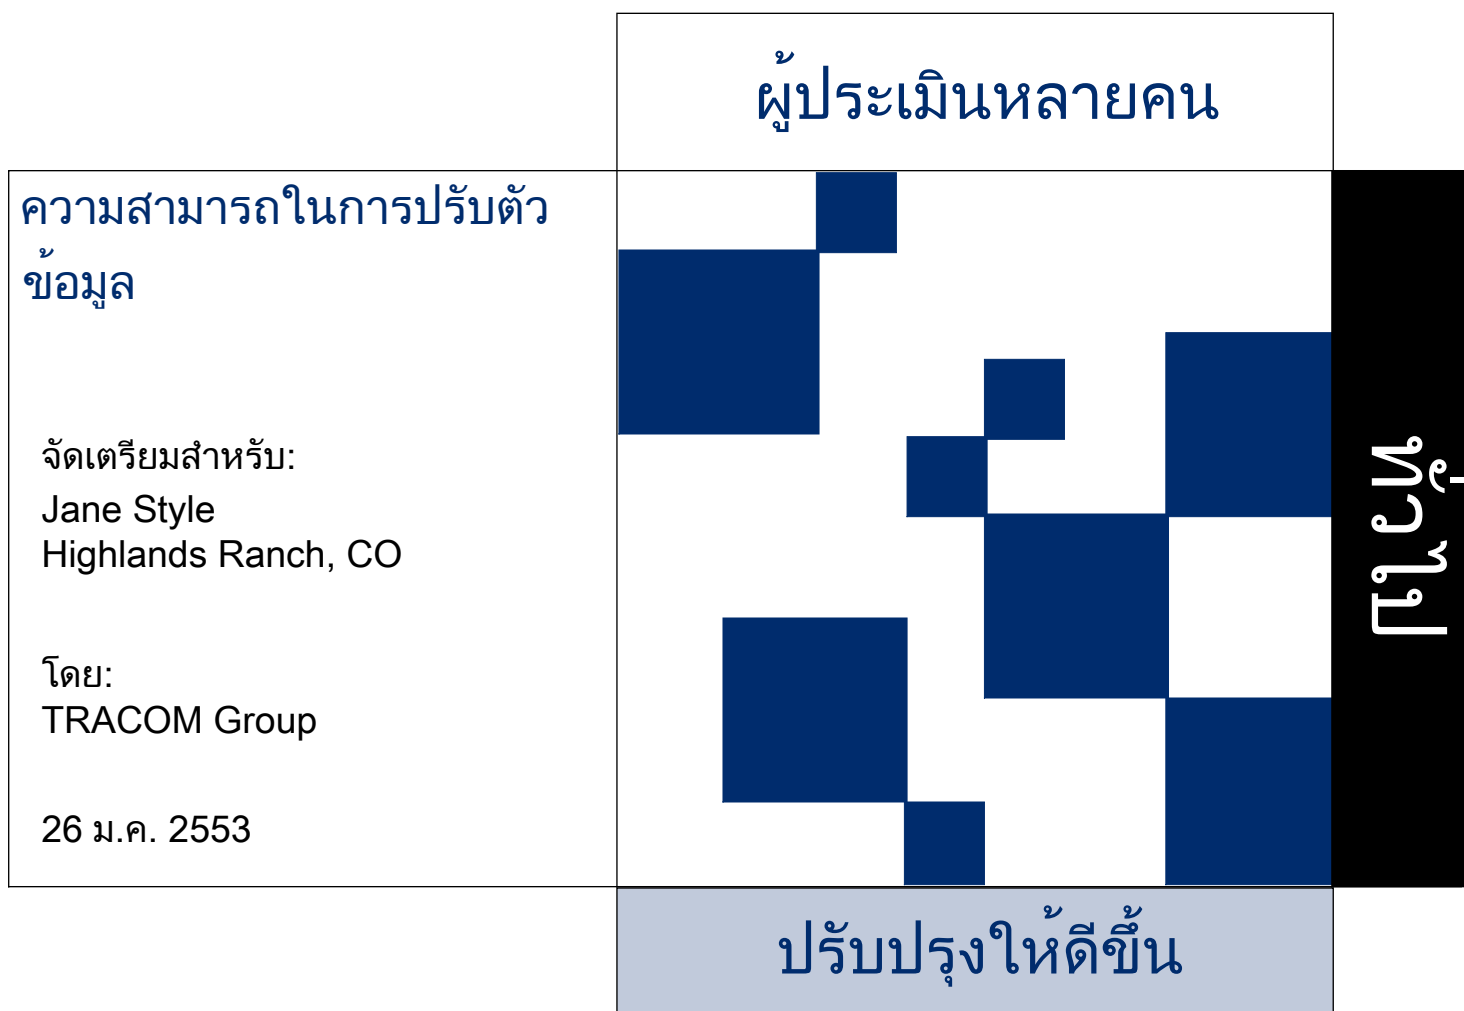 ผู้ประเมินหลายคน
ความสามารถในการปรับตัว
ข้อมูล
จัดเตรียมสำหรับ:
Jane Style
Highlands Ranch, CO
โดย:
TRACOM Group
26 ม.ค. 2553
ทั่วไป
ปรับปรุงให้ดีขึ้น